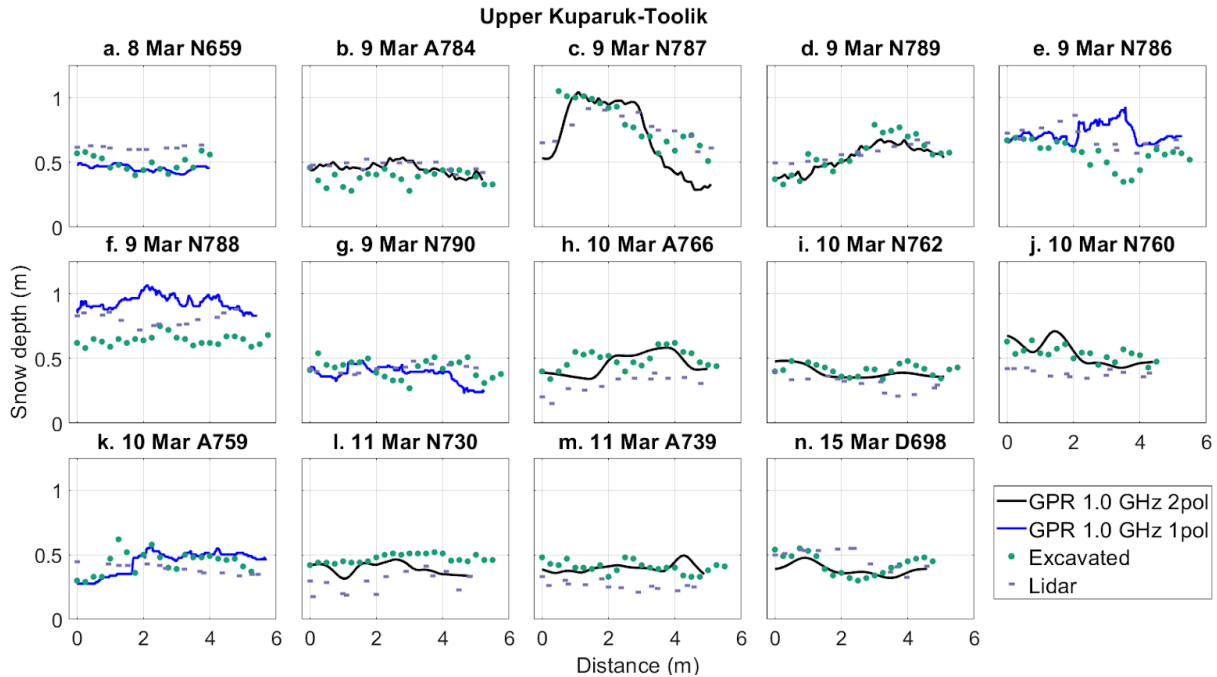 Upper Kuparuk-Toolik
a. 8 Mar N659
b. 9 Mar A784
c. 9 Mar N787
d. 9 Mar N789
e. 9 Mar N786
1
0.5
0
f. 9 Mar N788
g. 9 Mar N790
h. 10 Mar A766
i. 10 Mar N762
j. 10 Mar N760
Snow depth (m)
1
0.5
0
0 2 4 6
k. 10 Mar A759
l. 11 Mar N730
m. 11 Mar A739
n. 15 Mar D698
1
0.5
0
0 2 4 6
0 2 4 6
0 2 4 6
0 2 4 6
Distance (m)
GPR 1.0 GHz 2pol
GPR 1.0 GHz 1pol
Excavated
Lidar